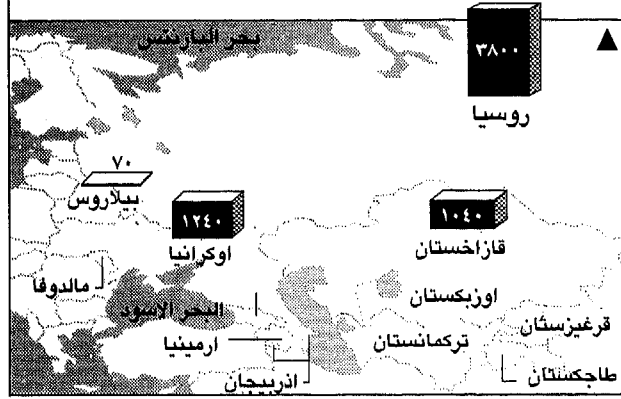 بحر البارنتس
٣٨٠٠
روسيا
٧٠
بيلاروس
١٢٤٠
اوكرانيا
١٠٤٠
قازاخستان
مالدوفا
البحر الاسود
اوزبكستان
ارمينيا
تركمانستان
قرغيزستان
اذربيجان
طاجكستان